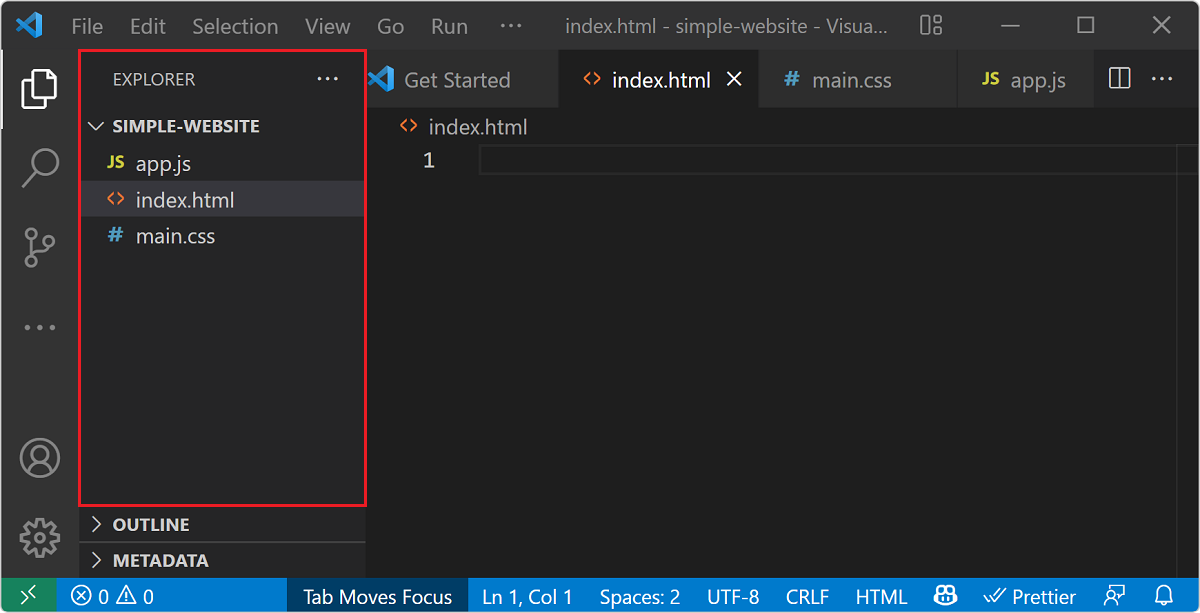 File Edit Selection View Go Run ··· index.html - simple-website - Visua...
EXPLORER ···
Get Started <> index.html # main.css JS app.js ···
SIMPLE-WEBSITE
JS app.js
<> index.html
# main.css
<> index.html
1
OUTLINE
METADATA
0 0 Tab Moves Focus Ln 1, Col 1 Spaces: 2 UTF-8 CRLF HTML Prettier